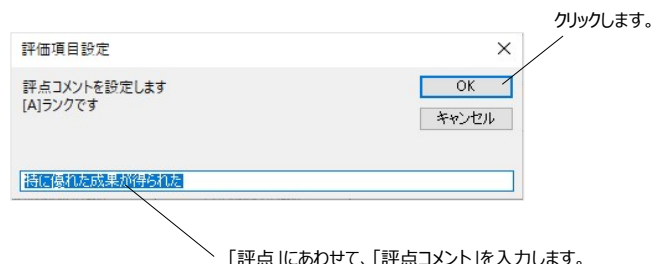 クリックします。
評価項目設定
評点コメントを設定します
[A]ランクです
OK
キャンセル
特に優れた成果が得られた
「評点」にあわせて、「評点コメント」を入力します。